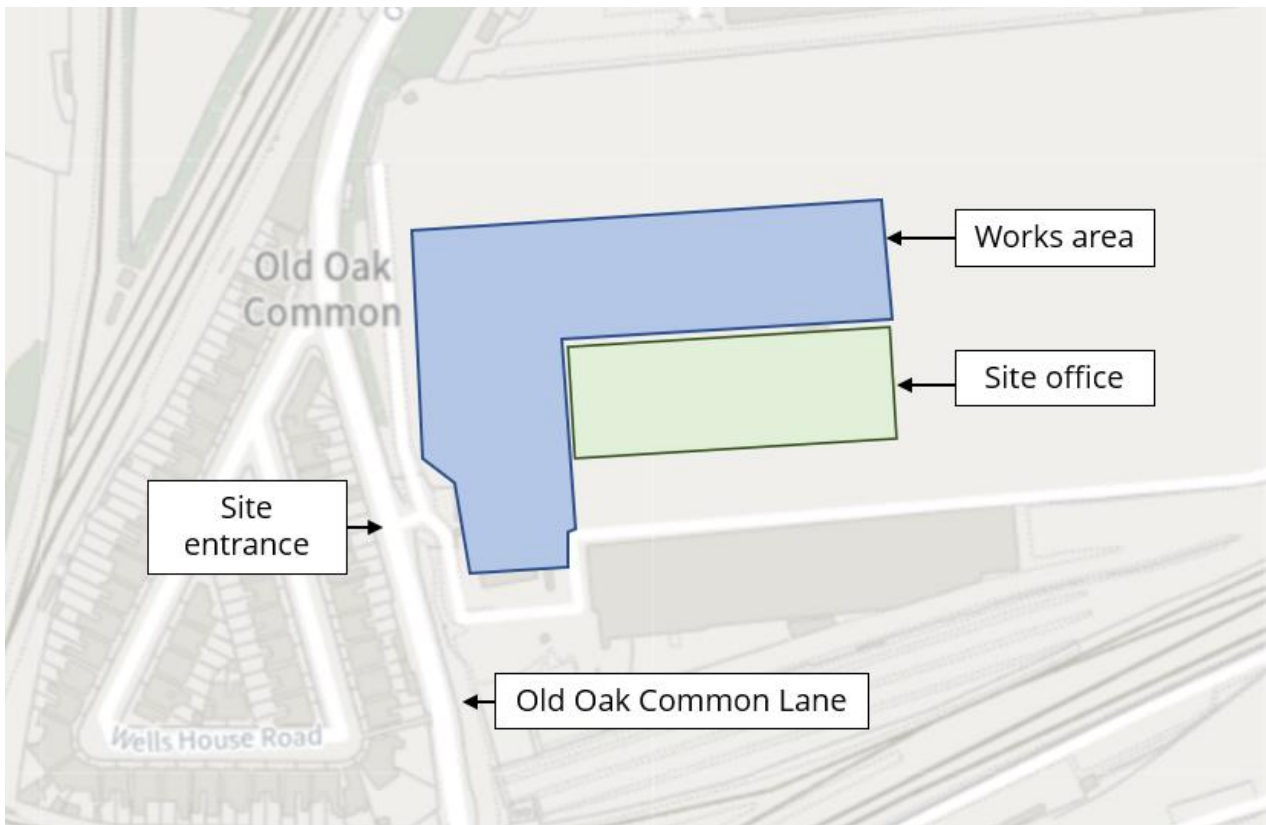 Works area
Old Oak
Common
Site office
Site
entrance
Old Oak Common Lane
Wells House Road